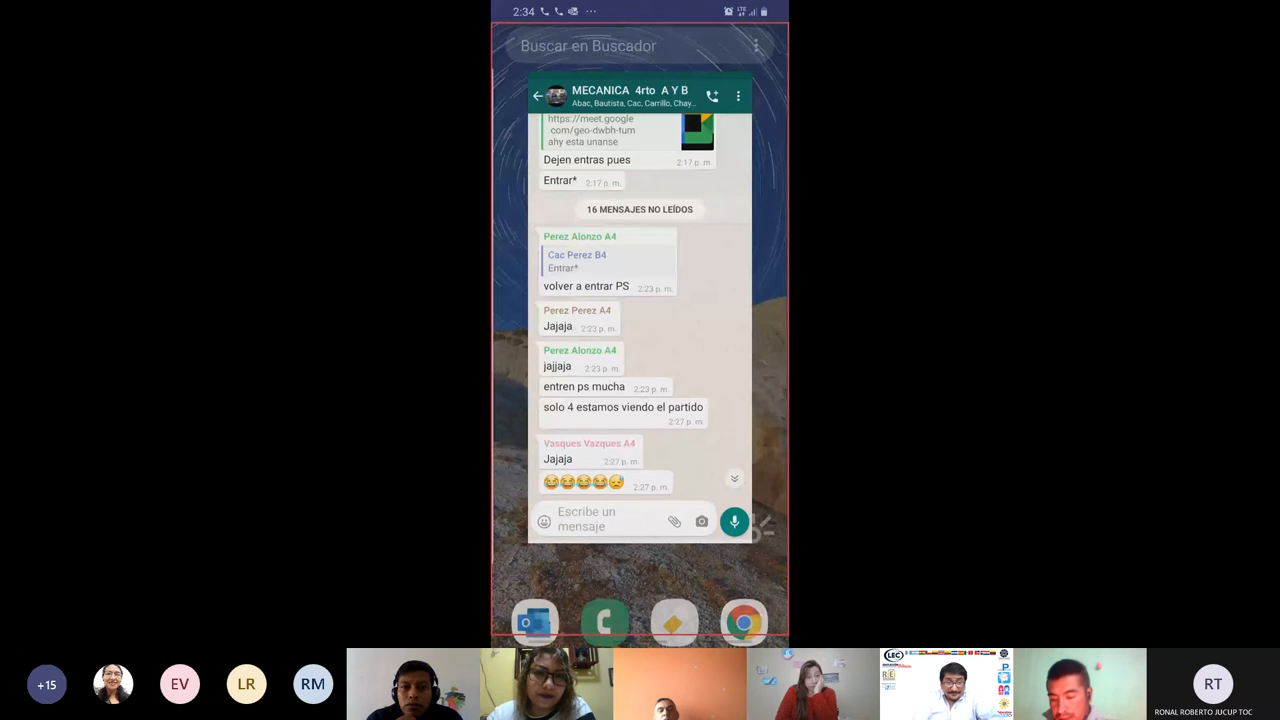 2:34
LTE
Buscar en Buscador
MECANICA 4rto A Y B
Abac, Bautista, Cac, Carrillo, Chay...
https://meet.google
.com/geo-dwbh-tum
ahy esta unanse
Dejen entras pues 2:17 p. m.
Entrar* 2:17 p. m.
16 MENSAJES NO LEÍDOS
Perez Alonzo A4
Cac Perez B4
Entrar*
volver a entrar PS 2:23 p. m.
Perez Perez A4
Jajaja 2:23 p. m.
Perez Alonzo A4
jajjaja 2:23 p. m.
entren ps mucha 2:23 p. m.
solo 4 estamos viendo el partido
2:27 p. m.
Vasques Vazques A4
Jajaja 2:27 p. m.
😂😂😂😂😅 2:27 p. m.
Escribe un
mensaje
+15
EV
LR
RM
LEC
RT
RONAL ROBERTO JUCUP TOC